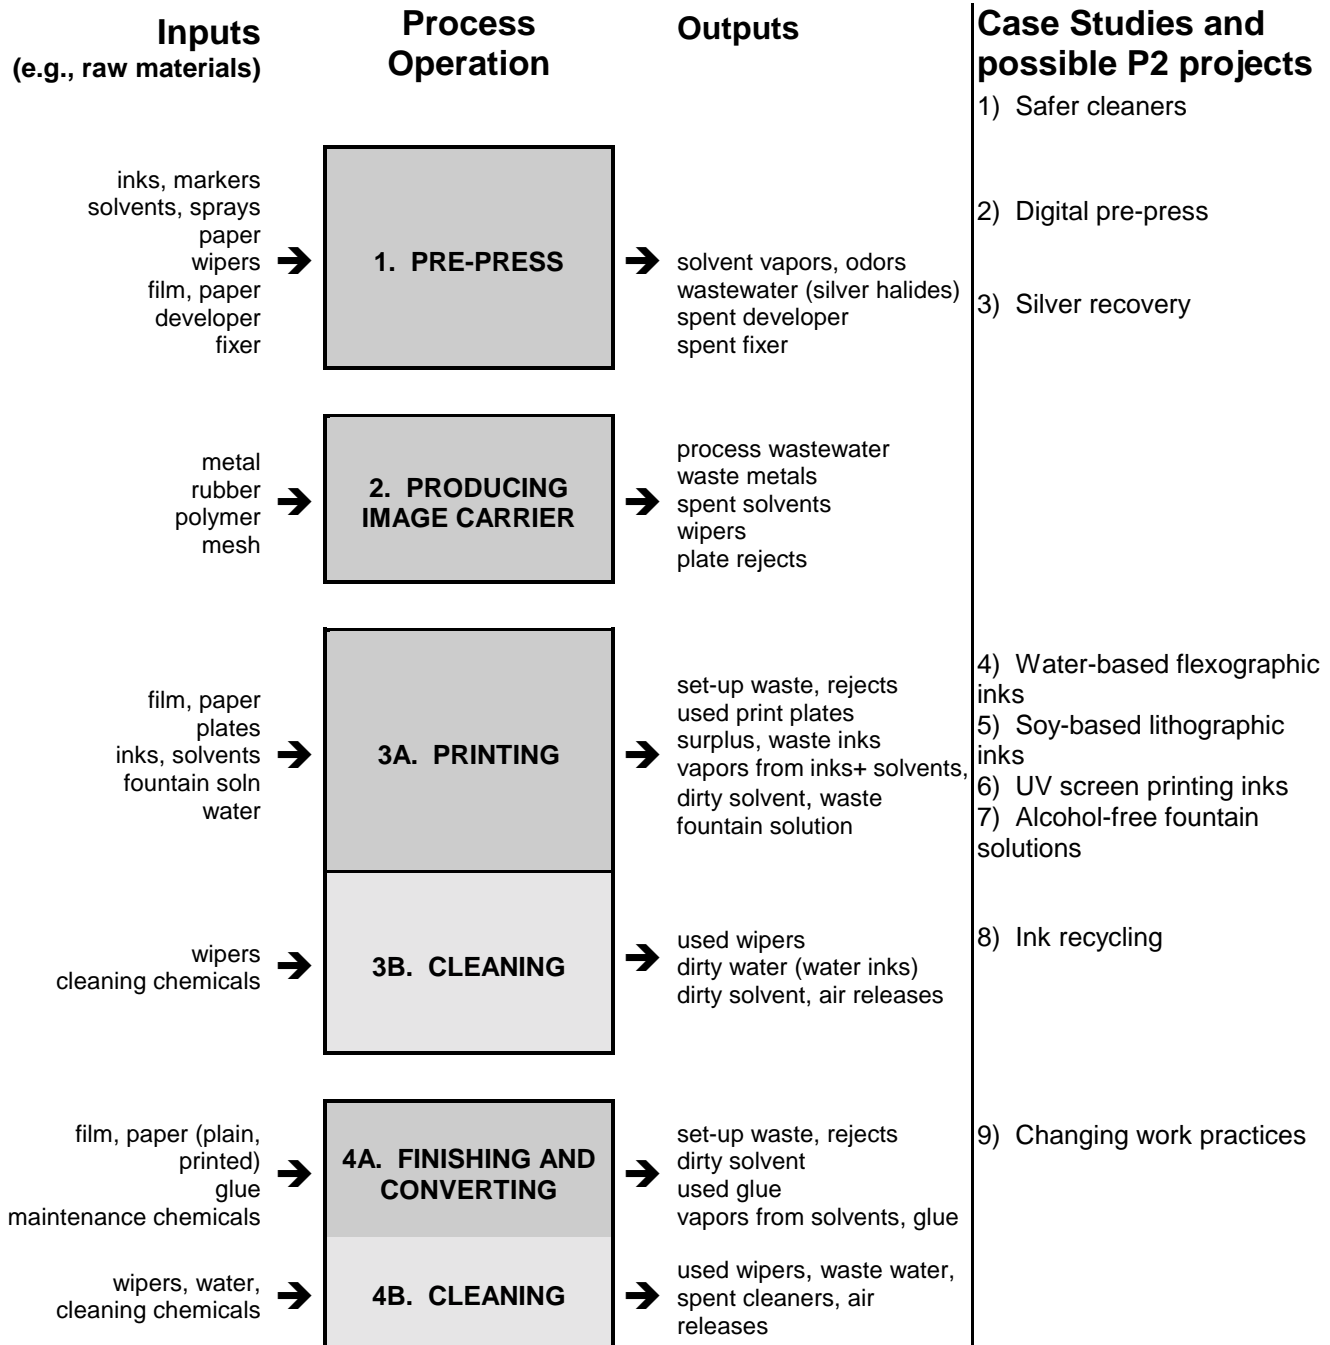 Inputs
(e.g., raw materials)
Process
Operation
Outputs
Case Studies and
possible P2 projects
1) Safer cleaners
2) Digital pre-press
3) Silver recovery
inks, markers
solvents, sprays
paper
wipers
film, paper
developer
fixer
1. PRE-PRESS
solvent vapors, odors
wastewater (silver halides)
spent developer
spent fixer
metal
rubber
polymer
mesh
2. PRODUCING
IMAGE CARRIER
process wastewater
waste metals
spent solvents
wipers
plate rejects
film, paper
plates
inks, solvents
fountain soln
water
3A. PRINTING
set-up waste, rejects
used print plates
surplus, waste inks
vapors from inks+ solvents,
dirty solvent, waste
fountain solution
4) Water-based flexographic
inks
5) Soy-based lithographic
inks
6) UV screen printing inks
7) Alcohol-free fountain
solutions
wipers
cleaning chemicals
3B. CLEANING
used wipers
dirty water (water inks)
dirty solvent, air releases
8) Ink recycling
film, paper (plain,
printed)
glue
maintenance chemicals
4A. FINISHING AND
CONVERTING
set-up waste, rejects
dirty solvent
used glue
vapors from solvents, glue
9) Changing work practices
wipers, water,
cleaning chemicals
4B. CLEANING
used wipers, waste water,
spent cleaners, air
releases